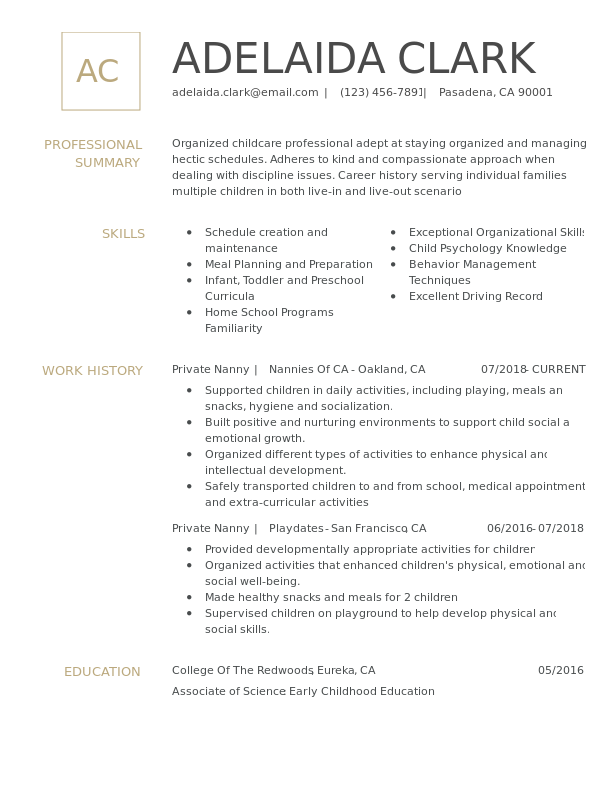 AC
ADELAIDA CLARK
adelaida.clark@email.com | (123) 456-7891 | Pasadena, CA 90001
PROFESSIONAL SUMMARY
Organized childcare professional adept at staying organized and managing
hectic schedules. Adheres to kind and compassionate approach when
dealing with discipline issues. Career history serving individual families
multiple children in both live-in and live-out scenario
SKILLS
• Schedule creation and
maintenance
• Meal Planning and Preparation
• Infant, Toddler and Preschool
Curricula
• Home School Programs
Familiarity
• Exceptional Organizational Skills
• Child Psychology Knowledge
• Behavior Management
Techniques
• Excellent Driving Record
WORK HISTORY
Private Nanny | Nannies Of CA - Oakland, CA 07/2018 - CURRENT
• Supported children in daily activities, including playing, meals an
snacks, hygiene and socialization.
• Built positive and nurturing environments to support child social a
emotional growth.
• Organized different types of activities to enhance physical and
intellectual development.
• Safely transported children to and from school, medical appointment
and extra-curricular activities
Private Nanny | Playdates - San Francisco, CA 06/2016 - 07/2018
• Provided developmentally appropriate activities for children
• Organized activities that enhanced children's physical, emotional and
social well-being.
• Made healthy snacks and meals for 2 children
• Supervised children on playground to help develop physical and
social skills.
EDUCATION
College Of The Redwoods, Eureka, CA 05/2016
Associate of Science Early Childhood Education